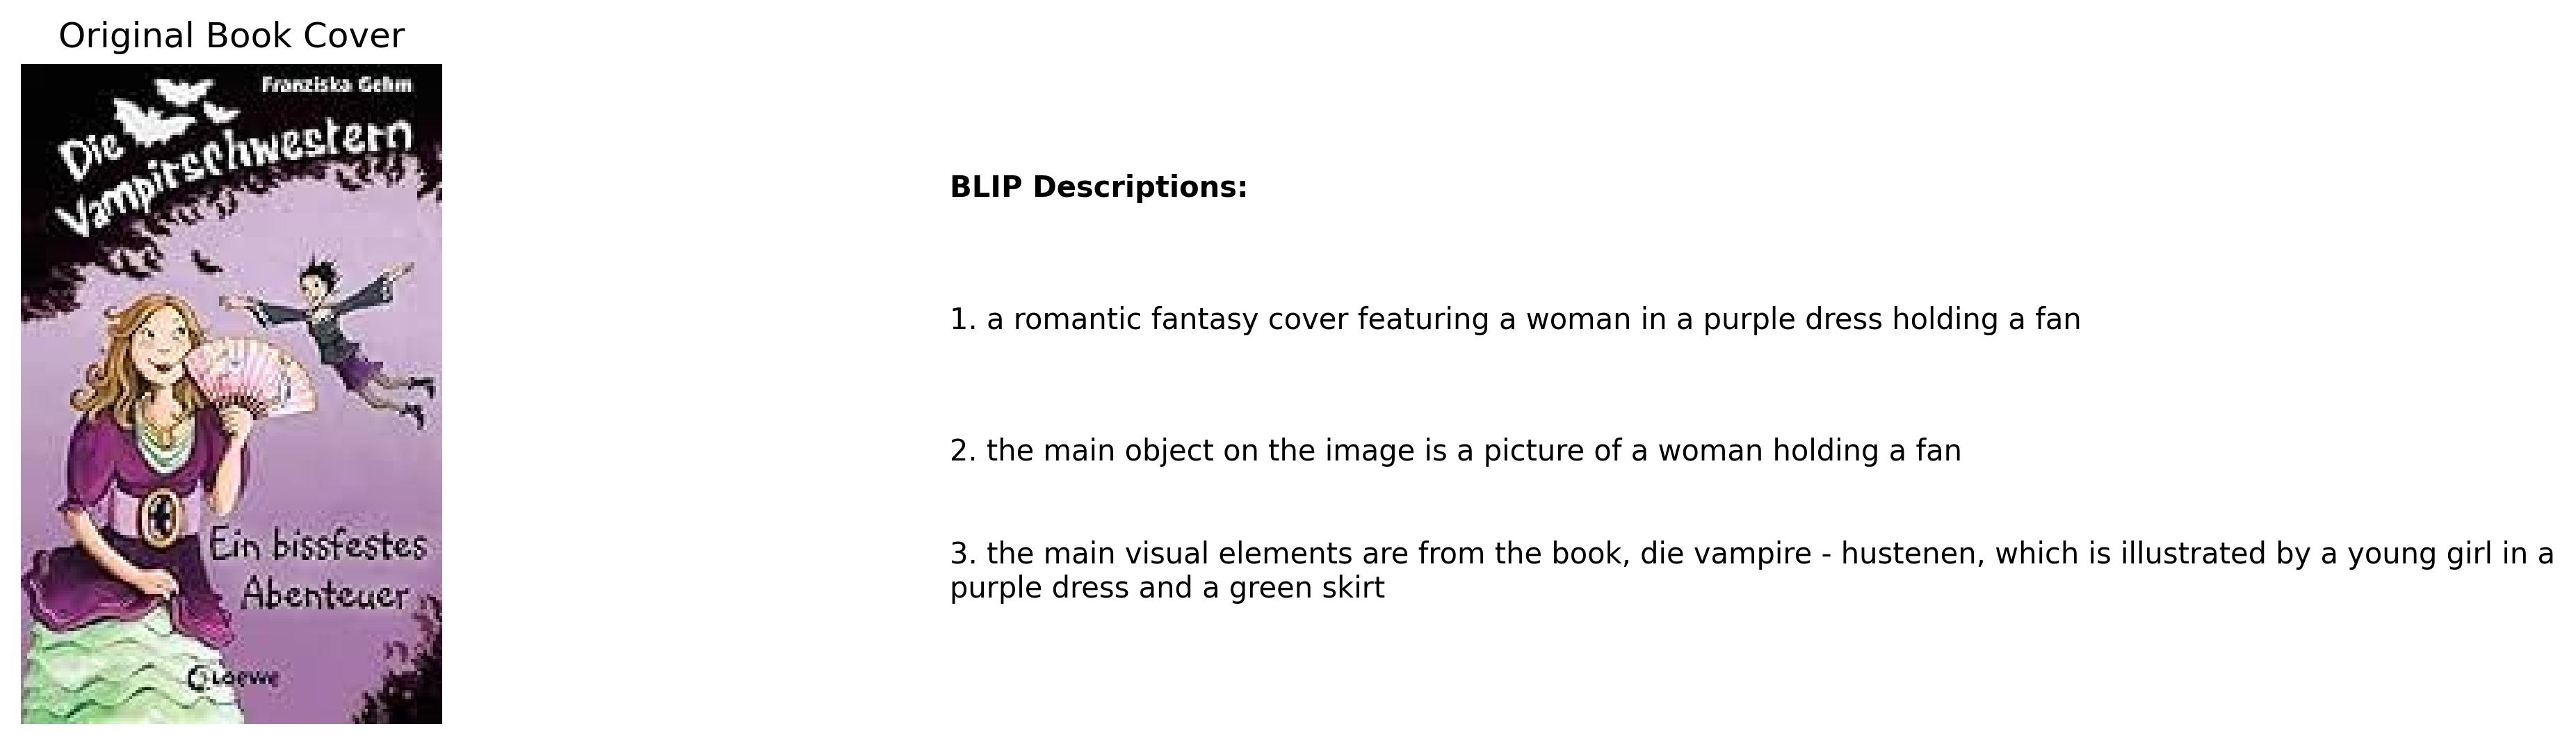 Original Book Cover
Franziska Gehm
Die
Vampirschwestern
Ein bissfestes
Abenteuer
Loewe
BLIP Descriptions:
1. a romantic fantasy cover featuring a woman in a purple dress holding a fan
2. the main object on the image is a picture of a woman holding a fan
3. the main visual elements are from the book, die vampire - hustenen, which is illustrated by a young girl in a
purple dress and a green skirt